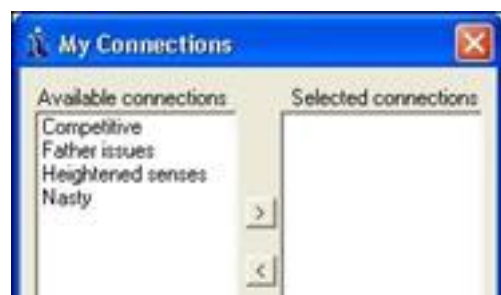 My Connections
Available connections
Selected connections
Competitive
Father issues
Heightened senses
Nasty
>
<